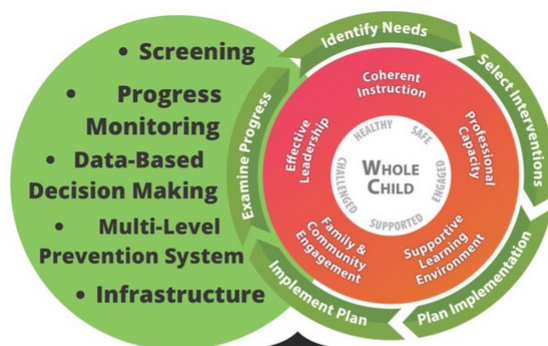 • Screening
• Progress
Monitoring
• Data-Based
Decision Making
• Multi-Level
Prevention System
• Infrastructure
Identify Needs
Select Interventions
Plan Implementation
Implement Plan
Examine Progress
Coherent
Instruction
Professional
Capacity
Supportive
Learning
Environment
Family &
Community
Engagement
Effective
Leadership
HEALTHY
SAFE
ENGAGED
SUPPORTED
CHALLENGED
WHOLE
CHILD